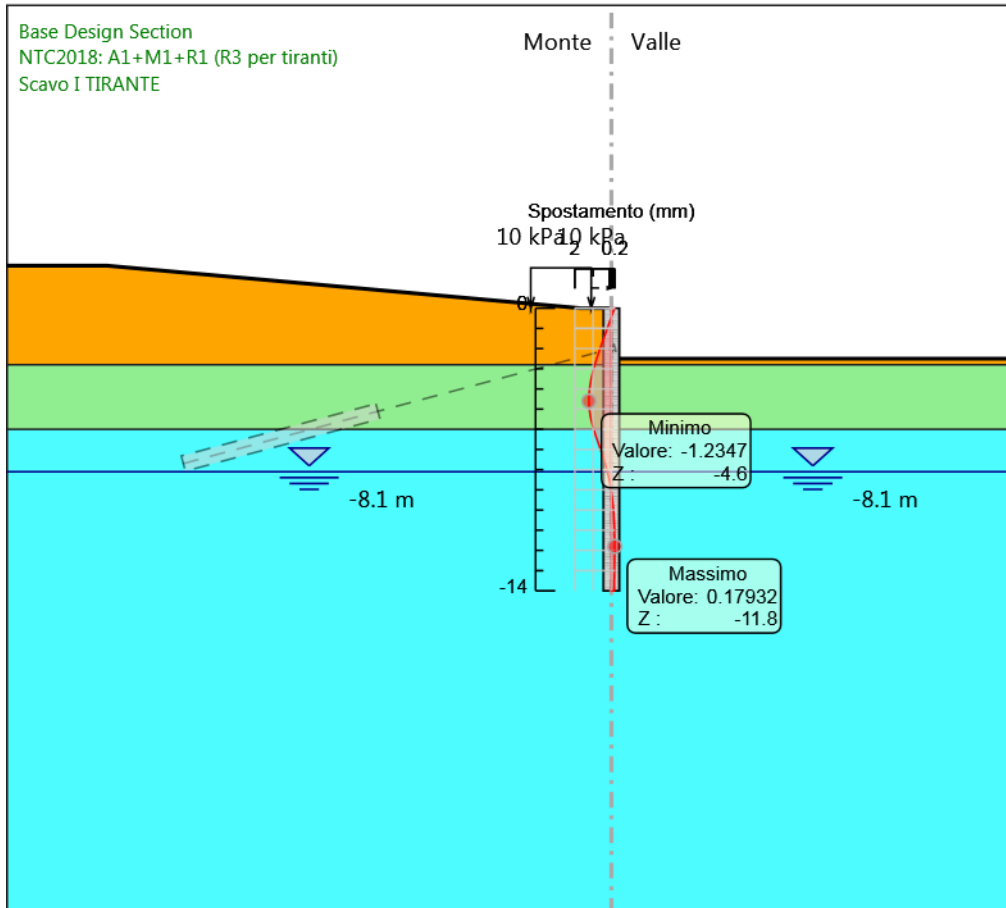 Base Design Section
NTC2018: A1+M1+R1 (R3 per tiranti)
Scavo I TIRANTE
Monte
Valle
Spostamento (mm)
10 kPa
10 kPa
2
0.2
0
Minimo
Valore: -1.2347
Z : -4.6
-8.1 m
-8.1 m
-14
Massimo
Valore: 0.17932
Z : -11.8